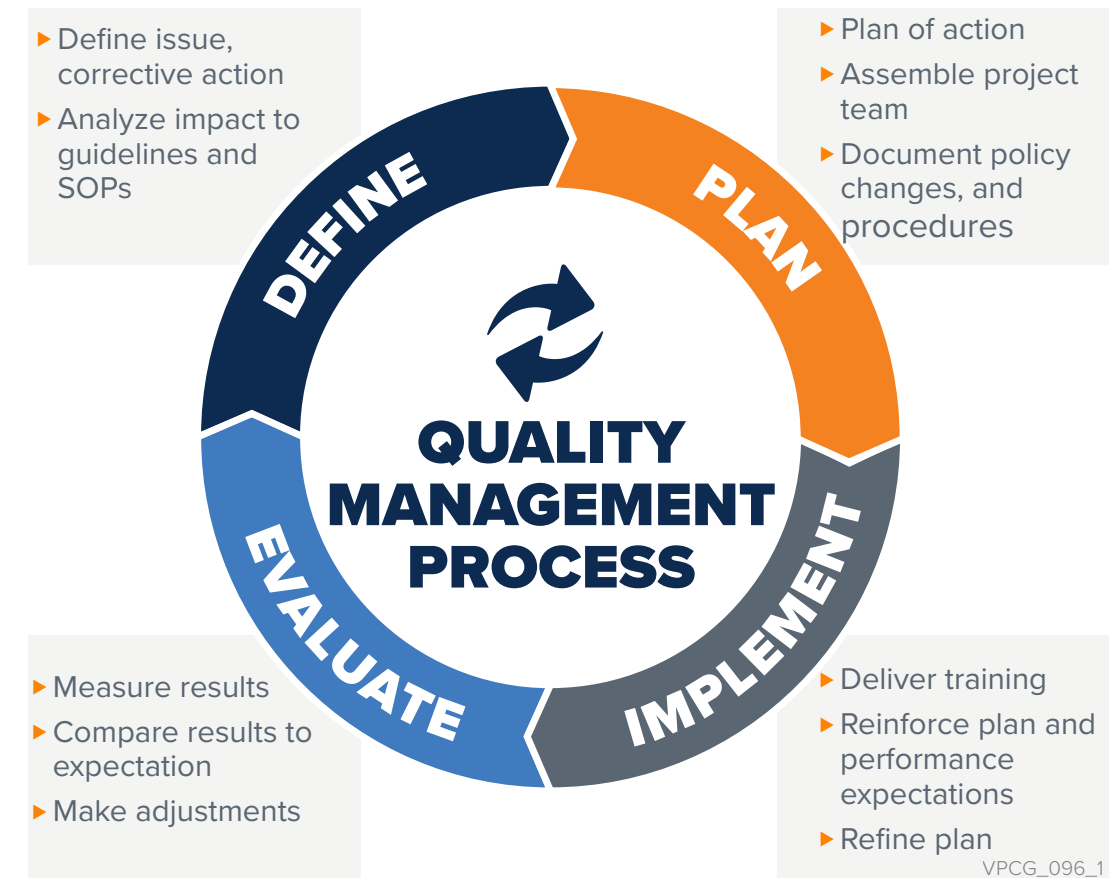 Define issue,
corrective action
Analyze impact to
guidelines and
SOPs
Plan of action
Assemble project
team
Document policy
changes, and
procedures
DEFINE
PLAN
QUALITY
MANAGEMENT
PROCESS
EVALUATE
IMPLEMENT
Measure results
Compare results to
expectation
Make adjustments
Deliver training
Reinforce plan and
performance
expectations
Refine plan
VPCG_096_1